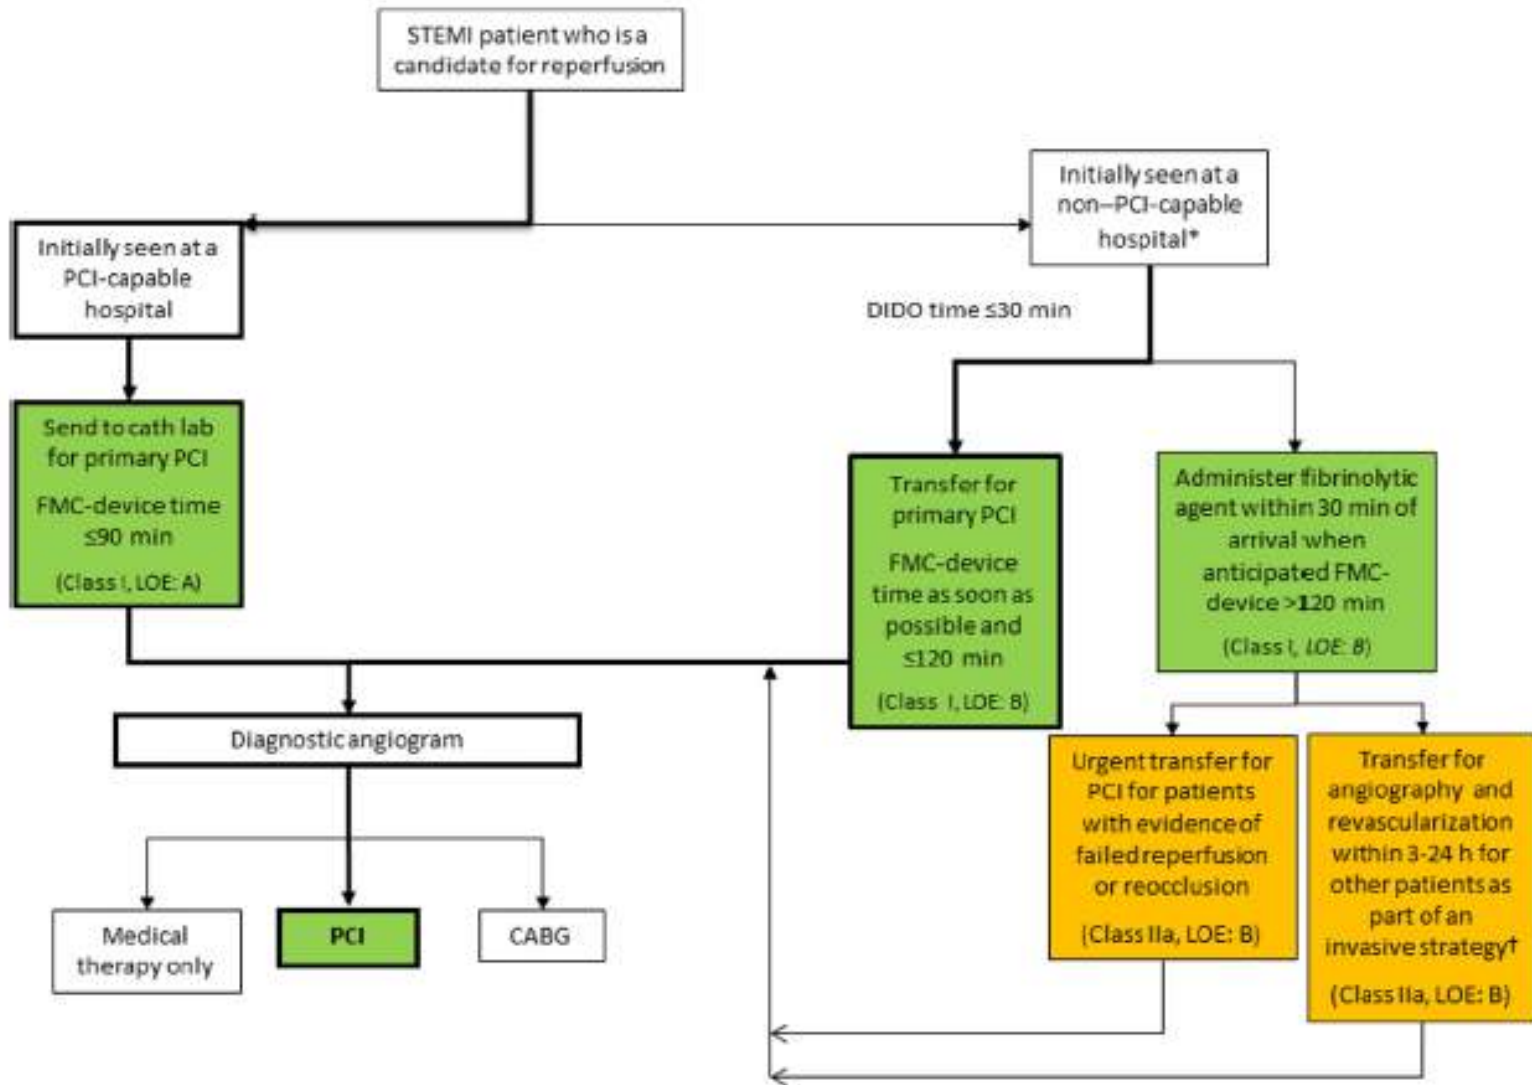 STEMI patient who is a
candidate for reperfusion
Initially seen at a
non–PCI-capable
hospital*
Initially seen at a
PCI-capable
hospital
DIDO time ≤30 min
Send to cath lab
for primary PCI
FMC-device time
≤90 min
(Class I, LOE: A)
Transfer for
primary PCI
FMC-device
time as soon as
possible and
≤120 min
(Class I, LOE: B)
Administer fibrinolytic
agent within 30 min of
arrival when
anticipated FMC-
device >120 min
(Class I, LOE: B)
Diagnostic angiogram
Medical
therapy only
PCI
CABG
Urgent transfer for
PCI for patients
with evidence of
failed reperfusion
or reocclusion
(Class IIa, LOE: B)
Transfer for
angiography and
revascularization
within 3-24 h for
other patients as
part of an
invasive strategy†
(Class IIa, LOE: B)